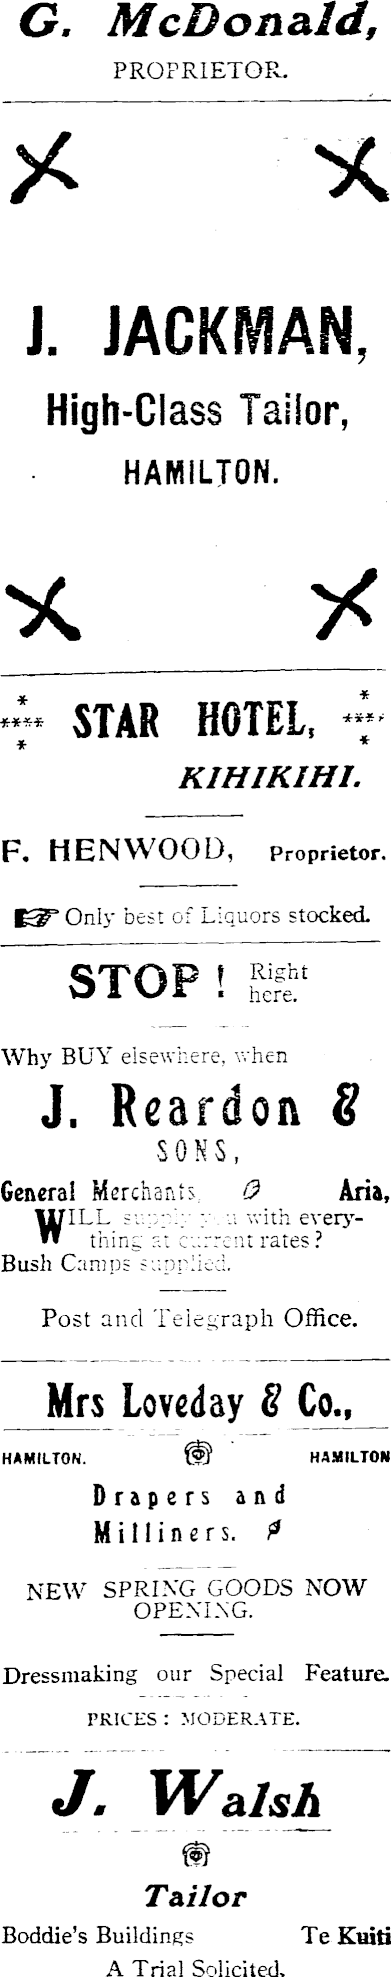 G. McDonald,
PROPRIETOR.
J. JACKMAN,
High-Class Tailor,
HAMILTON.
STAR HOTEL,
KIHIKIHI.
F. HENWOOD, Proprietor.
Only best of Liquors stocked.
STOP! Right here.
Why BUY elsewhere, when
J. Reardon &
SONS,
General Merchants, Aria,
WILL supply you with every-
thing at current rates?
Bush Camps supplied.
Post and Telegraph Office.
Mrs Loveday & Co.,
HAMILTON. HAMILTON
Drapers and
Milliners.
NEW SPRING GOODS NOW
OPENING.
Dressmaking our Special Feature.
PRICES: MODERATE.
J. Walsh
Tailor
Boddie's Buildings Te Kuiti
A Trial Solicited,